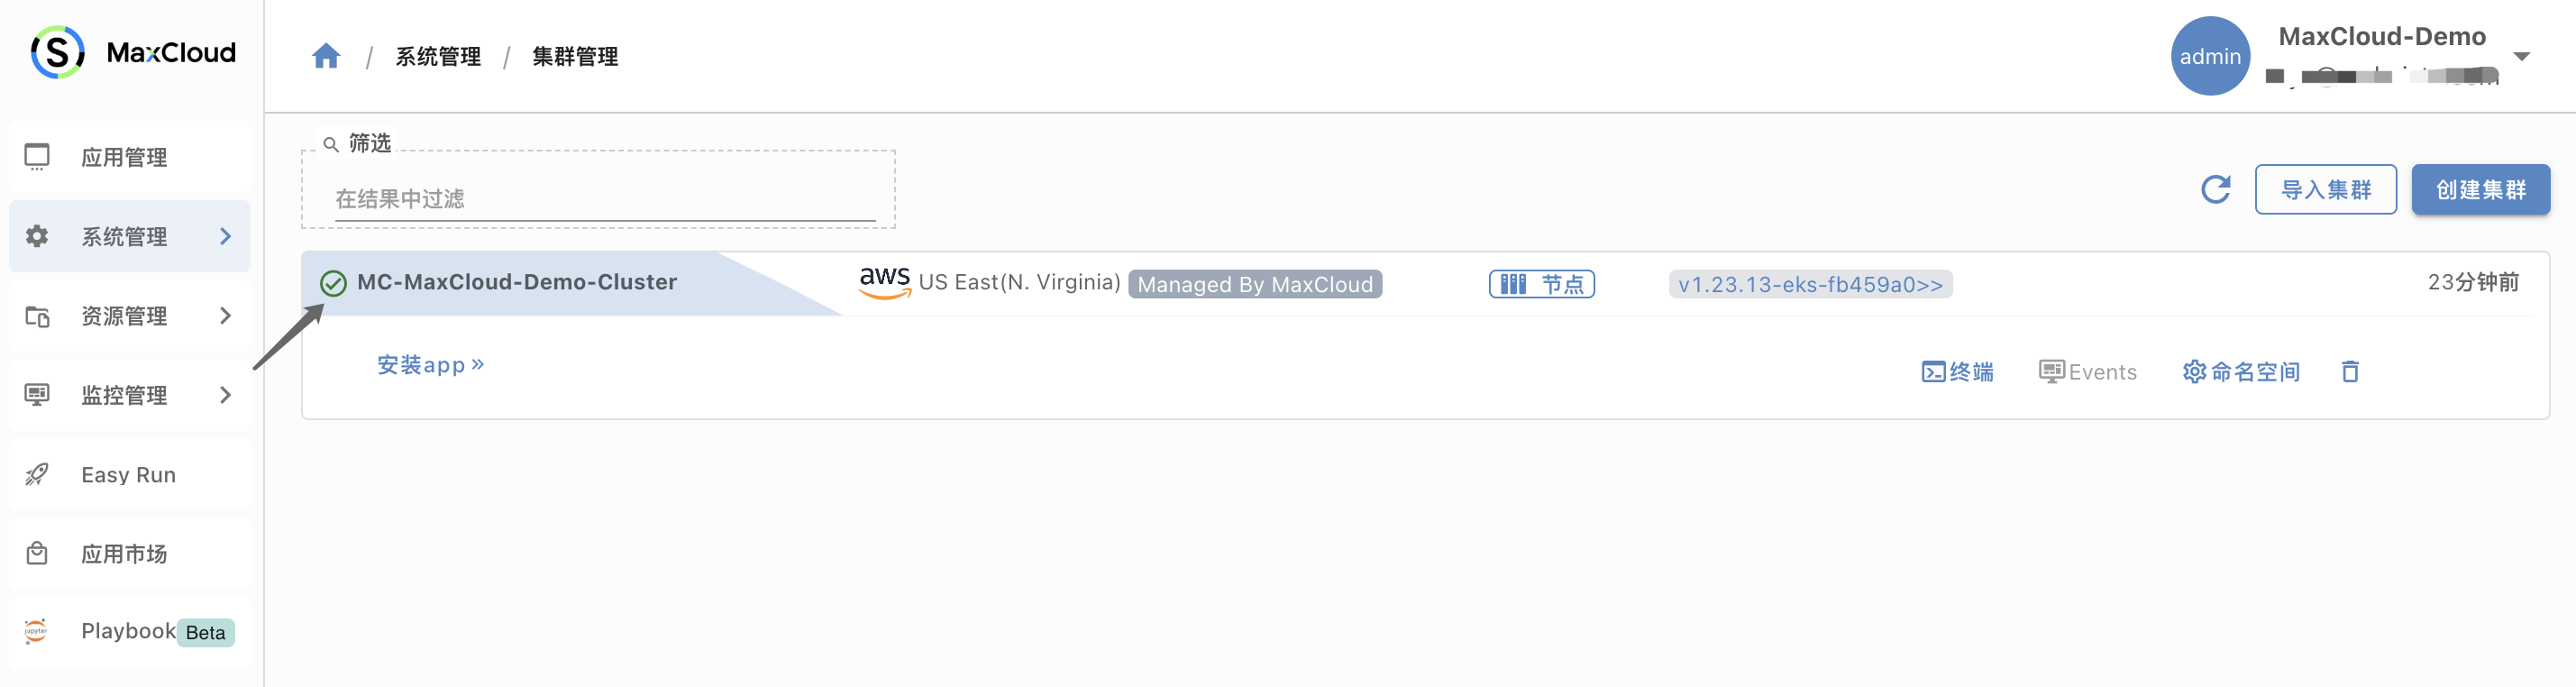 MaxCloud
系统管理 / 集群管理
admin
MaxCloud-Demo
应用管理
系统管理
资源管理
监控管理
Easy Run
应用市场
jupyter
Playbook Beta
筛选
在结果中过滤
导入集群
创建集群
MC-MaxCloud-Demo-Cluster
aws US East(N. Virginia) Managed By MaxCloud
节点
v1.23.13-eks-fb459a0>>
23分钟前
安装app »
终端
Events
命名空间